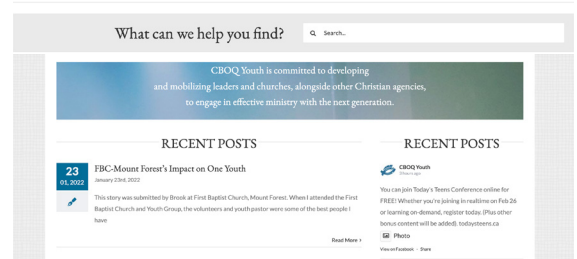 What can we help you find?
Search...
CBOQ Youth is committed to developing
and mobilizing leaders and churches, alongside other Christian agencies,
to engage in effective ministry with the next generation.
RECENT POSTS
23
01, 2022
FBC-Mount Forest's Impact on One Youth
January 23rd, 2022
This story was submitted by Brook at First Baptist Church, Mount Forest. When I attended the First
Baptist Church and Youth Group, the volunteers and youth pastor were some of the best people I
have
Read More >
RECENT POSTS
CBOQ Youth
You can join Today's Teens Conference online for
FREE! Whether you're joining in realtime on Feb.26
or learning on-demand, register today. (Plus other
bonus content will be added). todaysteens.ca
Photo
View on Facebook · Share